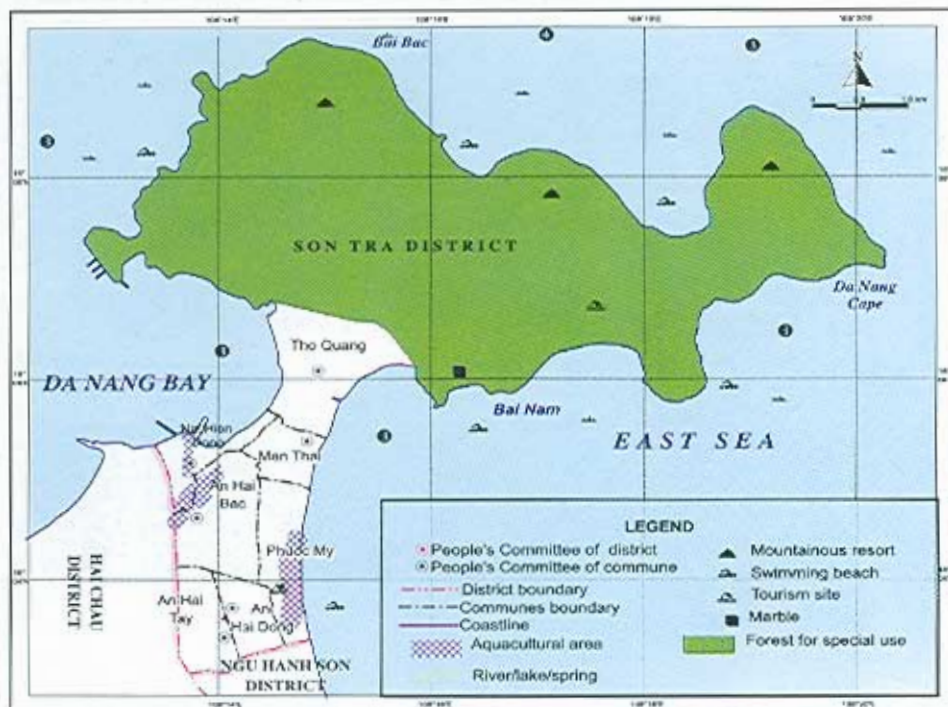 Bai Bac
N
SON TRA DISTRICT
Da Nang
Cape
Tho Quang
DA NANG BAY
Bai Nam
EAST SEA
Man Thai
An Hai
Bac
Phuoc My
HAI CHAU
DISTRICT
An Hai
Tay
An
Hai Dong
NGU HANH SON
DISTRICT
LEGEND
People's Committee of district
People's Committee of commune
District boundary
Communes boundary
Coastline
Aquacultural area
River/lake/spring
Mountainous resort
Swimming beach
Tourism site
Marble
Forest for special use